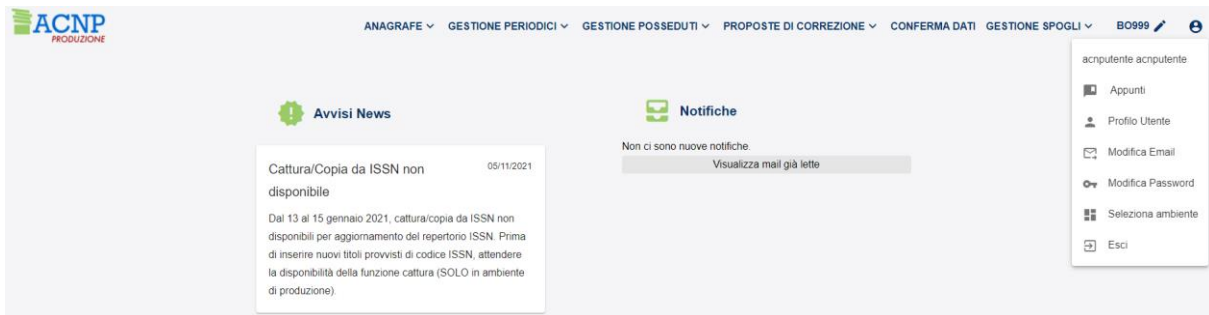 ACNP
PRODUZIONE
ANAGRAFE GESTIONE PERIODICI GESTIONE POSSEDUTI PROPOSTE DI CORREZIONE CONFERMA DATI GESTIONE SPOGLI BO999
acnputente acnputente
Appunti
Profilo Utente
Modifica Email
Modifica Password
Seleziona ambiente
Esci
Avvisi News
Cattura/Copia da ISSN non
disponibile
05/11/2021
Dal 13 al 15 gennaio 2021, cattura/copia da ISSN non
disponibili per aggiornamento del repertorio ISSN. Prima
di inserire nuovi titoli provvisti di codice ISSN, attendere
la disponibilità della funzione cattura (SOLO in ambiente
di produzione).
Notifiche
Non ci sono nuove notifiche.
Visualizza mail già lette